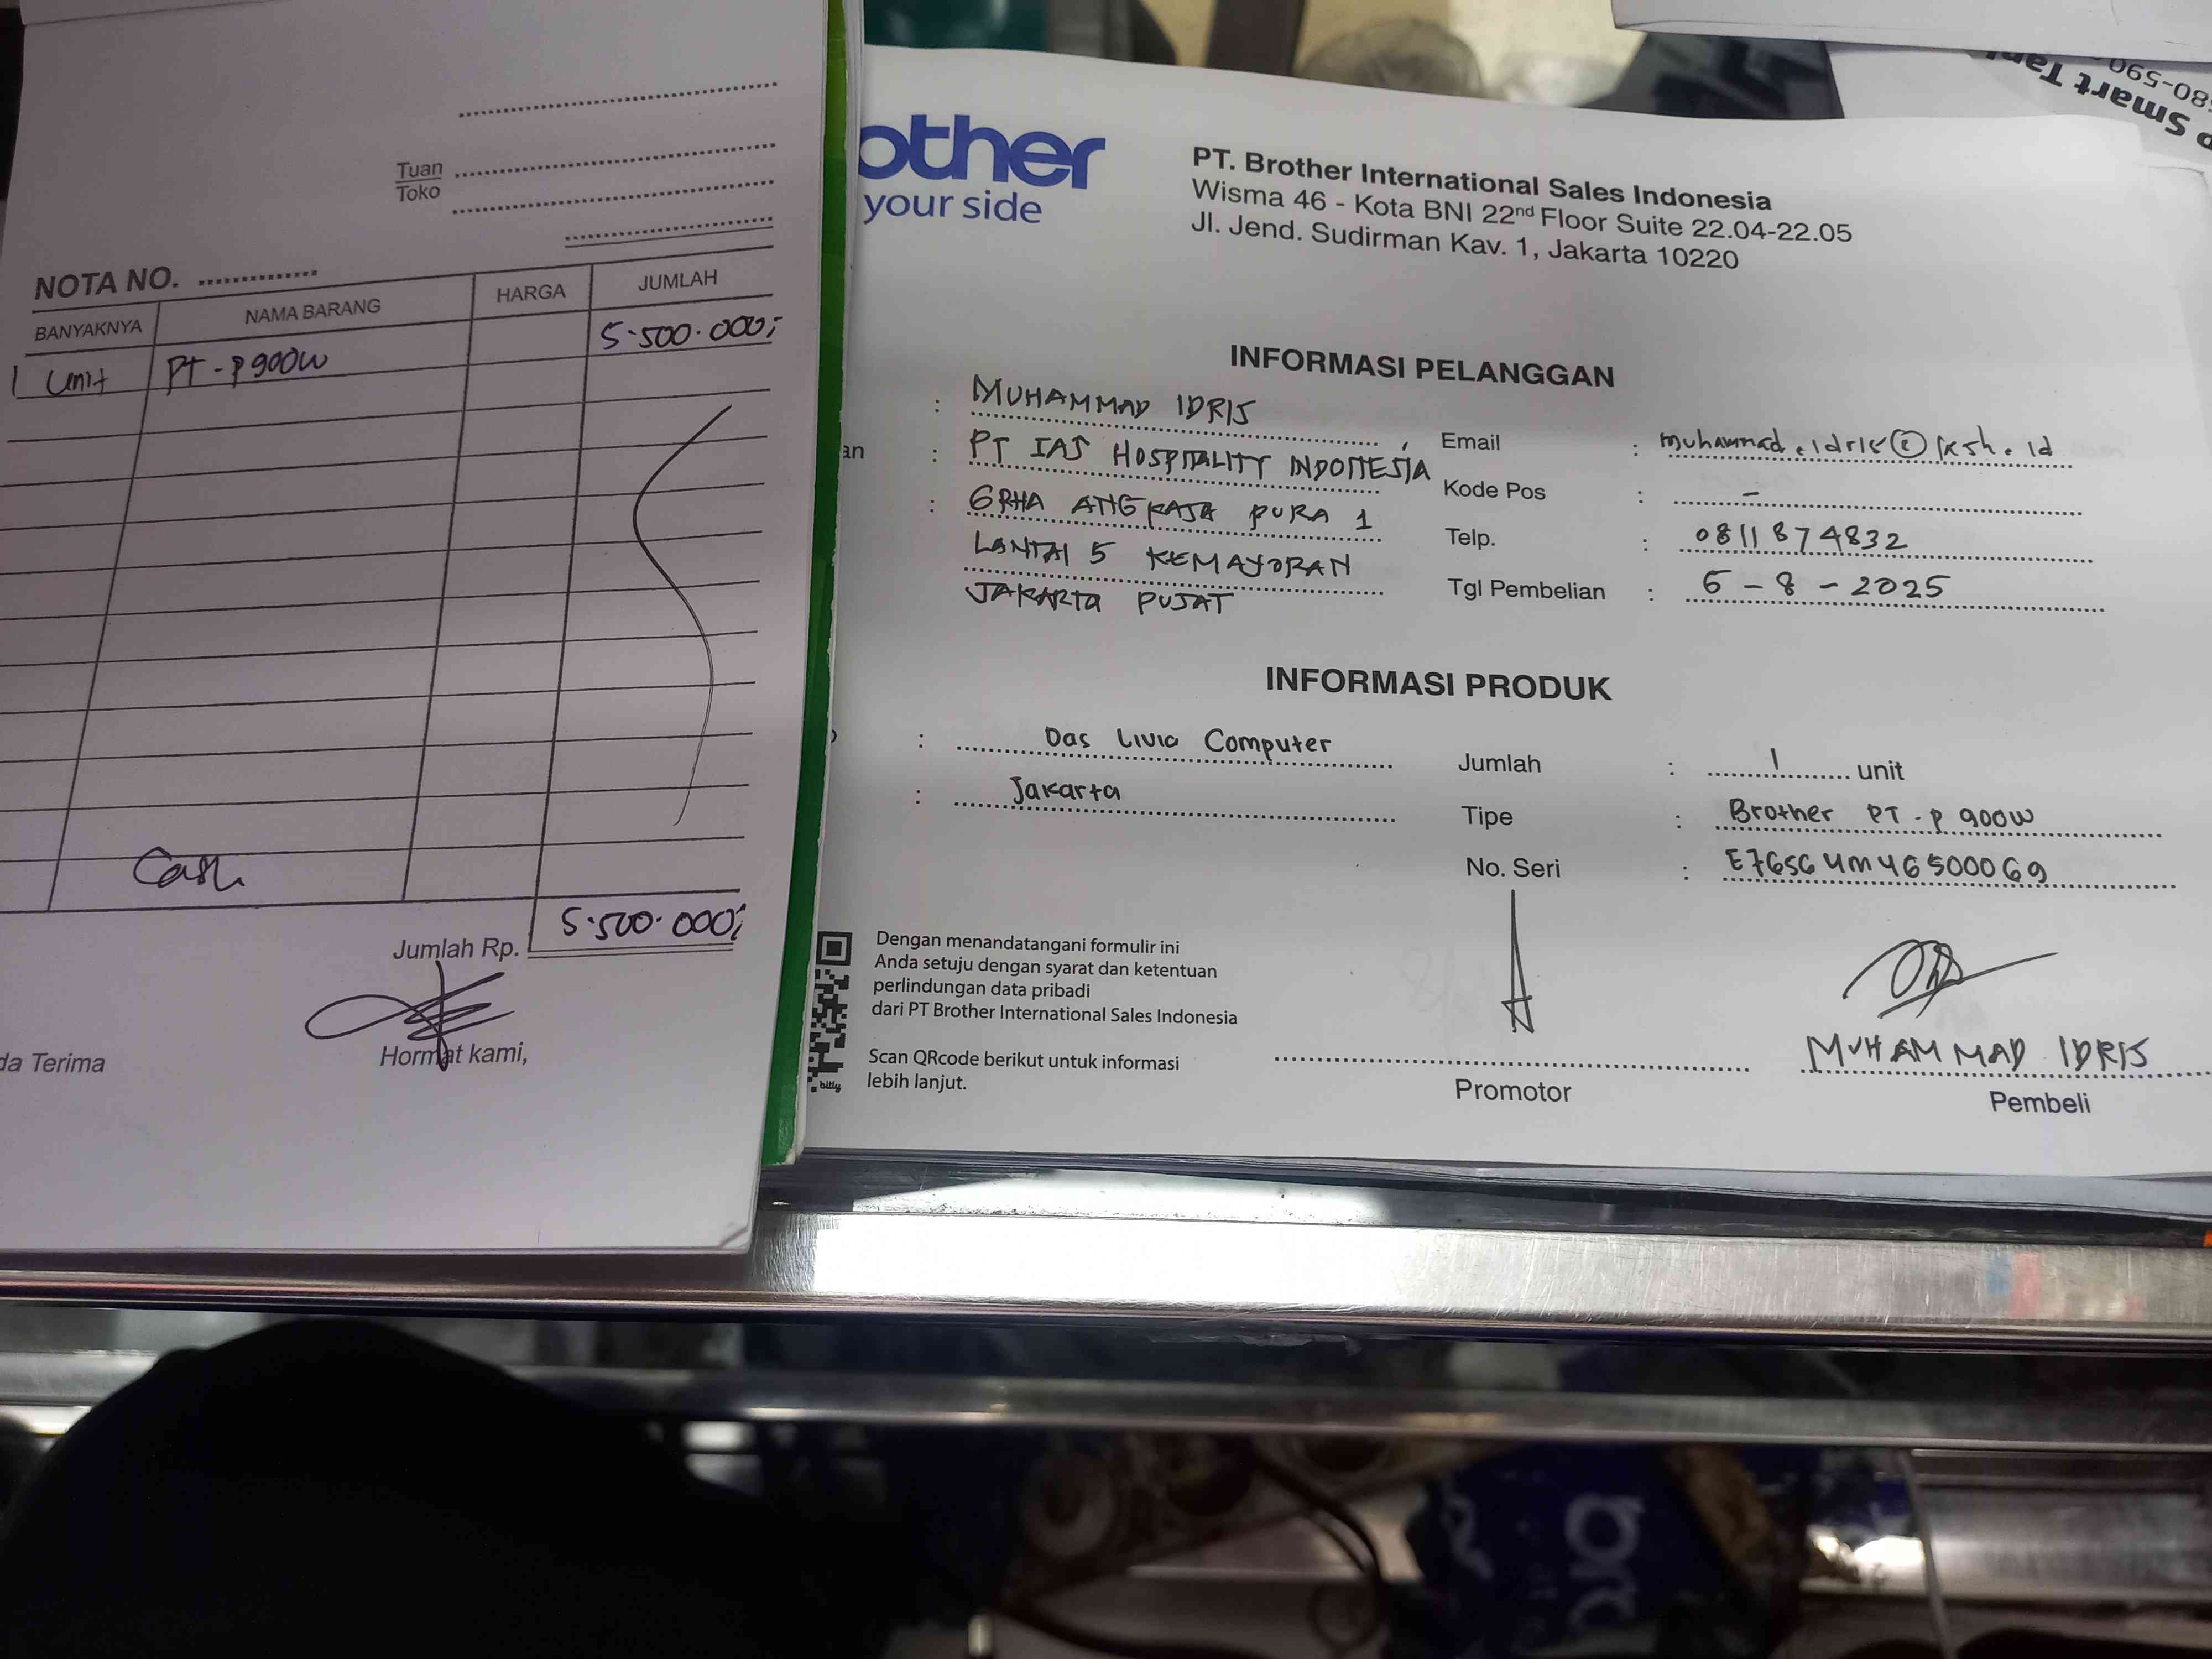 Tuan
Toko
NOTA NO.
BANYAKNYA NAMA BARANG HARGA JUMLAH
1 Unit PT-P900W 5.500.000,-
Cash
Jumlah Rp. 5.500.000,-
da Terima Hormat kami,
other
your side
PT. Brother International Sales Indonesia
Wisma 46 - Kota BNI 22nd Floor Suite 22.04-22.05
Jl. Jend. Sudirman Kav. 1, Jakarta 10220
INFORMASI PELANGGAN
: MUHAMMAD IDRIS
an : PT IAS HOSPITALITY INDONESIA
: GRHA ANGKASA PURA 1
LANTAI 5 KEMAYORAN
JAKARTA PUSAT
Email :
Kode Pos : -
Telp. : 0811874832
Tgl Pembelian : 6-8-2025
INFORMASI PRODUK
: Das Livia Computer
: Jakarta
Jumlah : 1 unit
Tipe : Brother PT-P900W
No. Seri :
Dengan menandatangani formulir ini
Anda setuju dengan syarat dan ketentuan
perlindungan data pribadi
dari PT Brother International Sales Indonesia
Scan QRcode berikut untuk informasi
lebih lanjut.
bitly
Promotor
MUHAMMAD IDRIS
Pembeli
Smart Tank